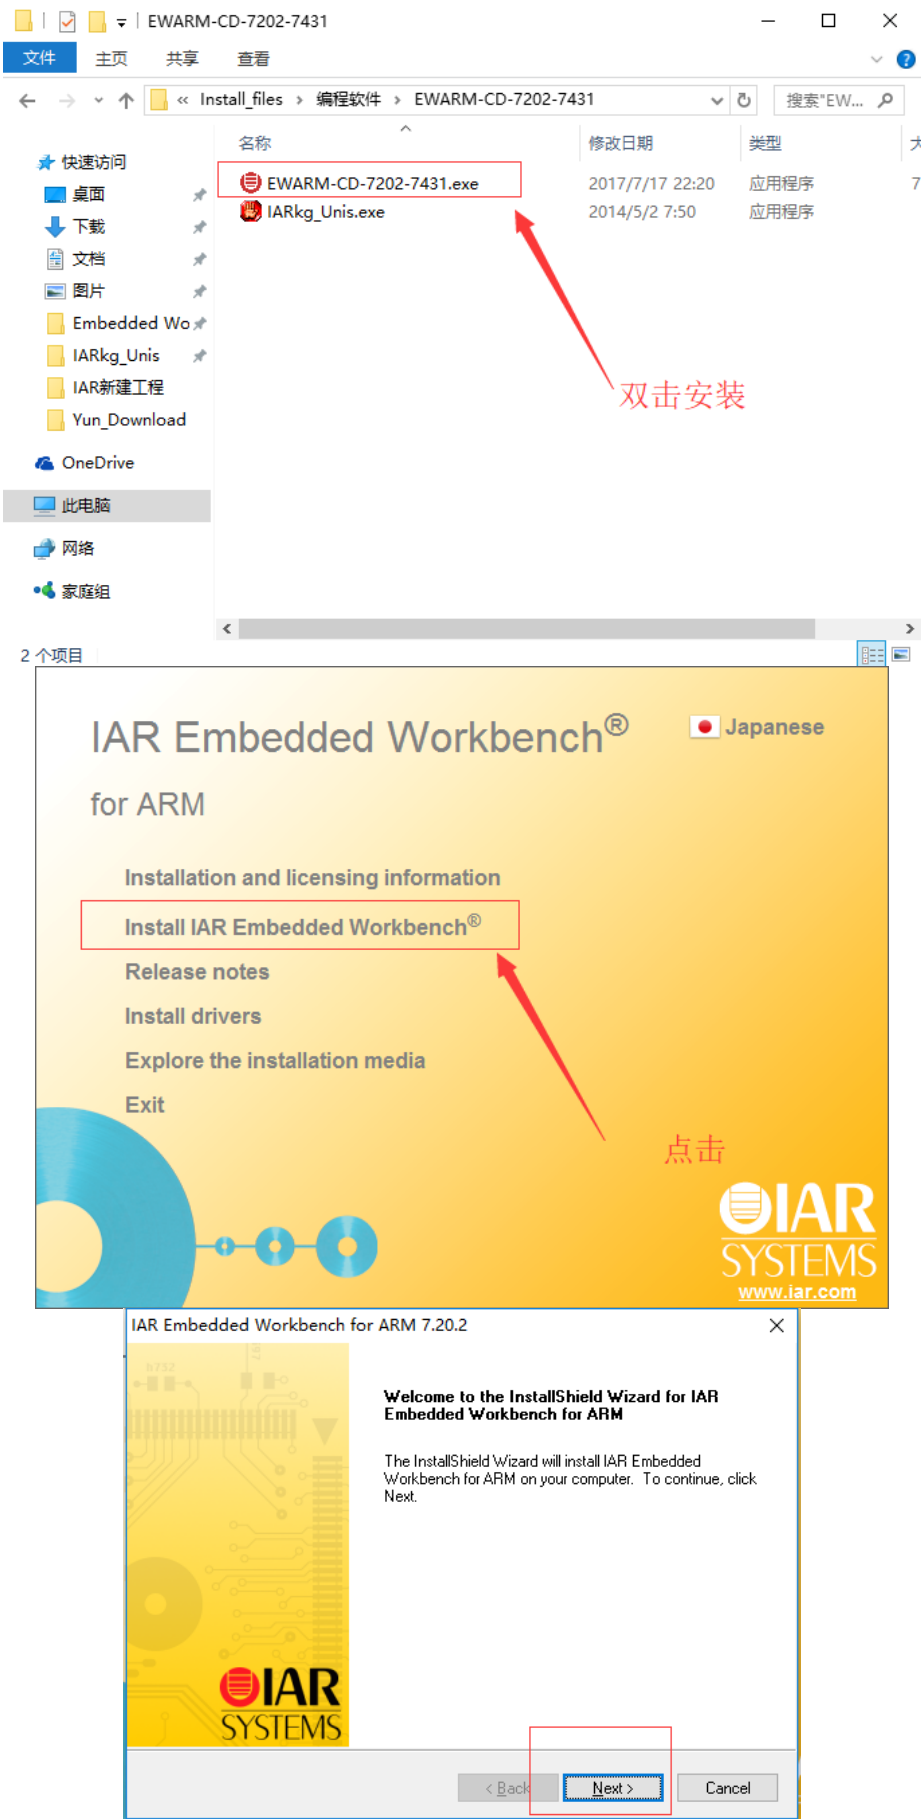 EWARM-CD-7202-7431
文件 主页 共享 查看
« Install_files › 编程软件 › EWARM-CD-7202-7431 搜索"EW...
名称 修改日期 类型
快速访问
桌面
下载
文档
图片
Embedded Wo
IARkg_Unis
IAR新建工程
Yun_Download
OneDrive
此电脑
网络
家庭组
EWARM-CD-7202-7431.exe 2017/7/17 22:20 应用程序 7
IARkg_Unis.exe 2014/5/2 7:50 应用程序
双击安装
2 个项目
IAR Embedded Workbench®
for ARM
Japanese
Installation and licensing information
Install IAR Embedded Workbench®
Release notes
Install drivers
Explore the installation media
Exit
点击
IAR
SYSTEMS
www.iar.com
IAR Embedded Workbench for ARM 7.20.2
h732
Welcome to the InstallShield Wizard for IAR
Embedded Workbench for ARM
The InstallShield Wizard will install IAR Embedded
Workbench for ARM on your computer. To continue, click
Next.
IAR
SYSTEMS
< Back Next > Cancel